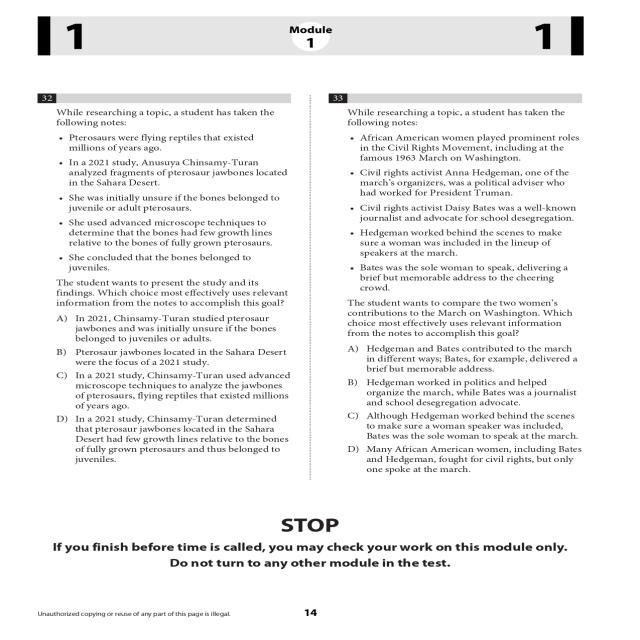 1
Module
1
1
32
While researching a topic, a student has taken the
following notes:
• Pterosaurs were flying reptiles that existed
millions of years ago.
• In a 2021 study, Anusuya Chinsamy-Turan
analyzed fragments of pterosaur jawbones located
in the Sahara Desert.
• She was initially unsure if the bones belonged to
juvenile or adult pterosaurs.
• She used advanced microscope techniques to
determine that the bones had few growth lines
relative to the bones of fully grown pterosaurs.
• She concluded that the bones belonged to
juveniles.
The student wants to present the study and its
findings. Which choice most effectively uses relevant
information from the notes to accomplish this goal?
A) In 2021, Chinsamy-Turan studied pterosaur
jawbones and was initially unsure if the bones
belonged to juveniles or adults.
B) Pterosaur jawbones located in the Sahara Desert
were the focus of a 2021 study.
C) In a 2021 study, Chinsamy-Turan used advanced
microscope techniques to analyze the jawbones
of pterosaurs, flying reptiles that existed millions
of years ago.
D) In a 2021 study, Chinsamy-Turan determined
that pterosaur jawbones located in the Sahara
Desert had few growth lines relative to the bones
of fully grown pterosaurs and thus belonged to
juveniles.
33
While researching a topic, a student has taken the
following notes:
• African American women played prominent roles
in the Civil Rights Movement, including at the
famous 1963 March on Washington.
• Civil rights activist Anna Hedgeman, one of the
march's organizers, was a political adviser who
had worked for President Truman.
• Civil rights activist Daisy Bates was a well-known
journalist and advocate for school desegregation.
• Hedgeman worked behind the scenes to make
sure a woman was included in the lineup of
speakers at the march.
• Bates was the sole woman to speak, delivering a
brief but memorable address to the cheering
crowd.
The student wants to compare the two women's
contributions to the March on Washington. Which
choice most effectively uses relevant information
from the notes to accomplish this goal?
A) Hedgeman and Bates contributed to the march
in different ways; Bates, for example, delivered a
brief but memorable address.
B) Hedgeman worked in politics and helped
organize the march, while Bates was a journalist
and school desegregation advocate.
C) Although Hedgeman worked behind the scenes
to make sure a woman speaker was included,
Bates was the sole woman to speak at the march.
D) Many African American women, including Bates
and Hedgeman, fought for civil rights, but only
one spoke at the march.
STOP
If you finish before time is called, you may check your work on this module only.
Do not turn to any other module in the test.
Unauthorized copying or reuse of any part of this page is illegal.
14